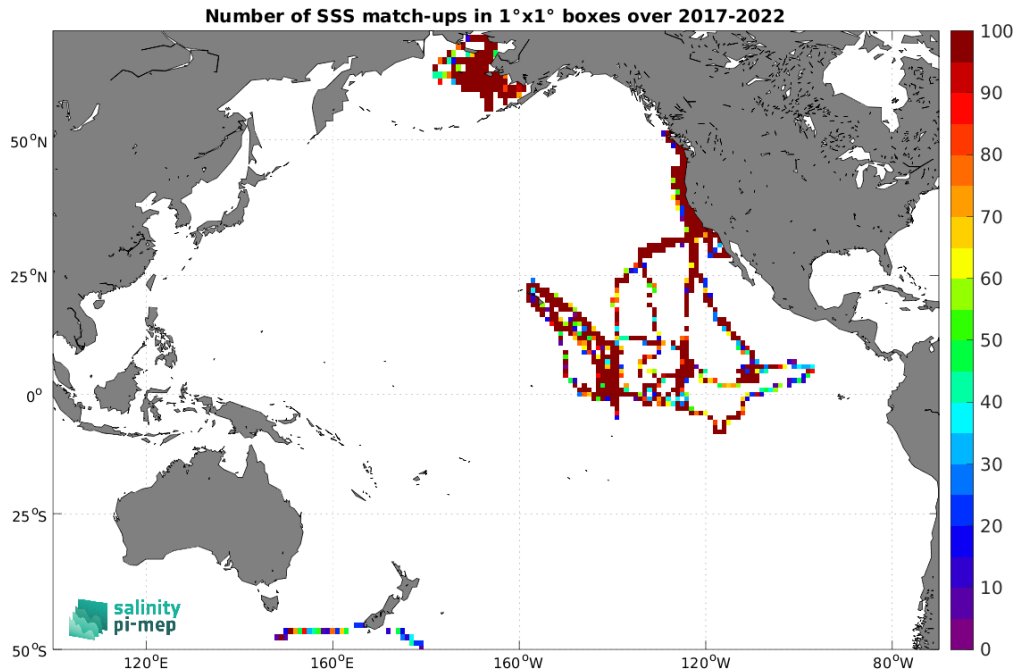 Number of SSS match-ups in 1°x1° boxes over 2017-2022
50°N
25°N
0°
25°S
50°S
120°E
160°E
160°W
120°W
80°W
100
90
80
70
60
50
40
30
20
10
0
salinity
pi-mep